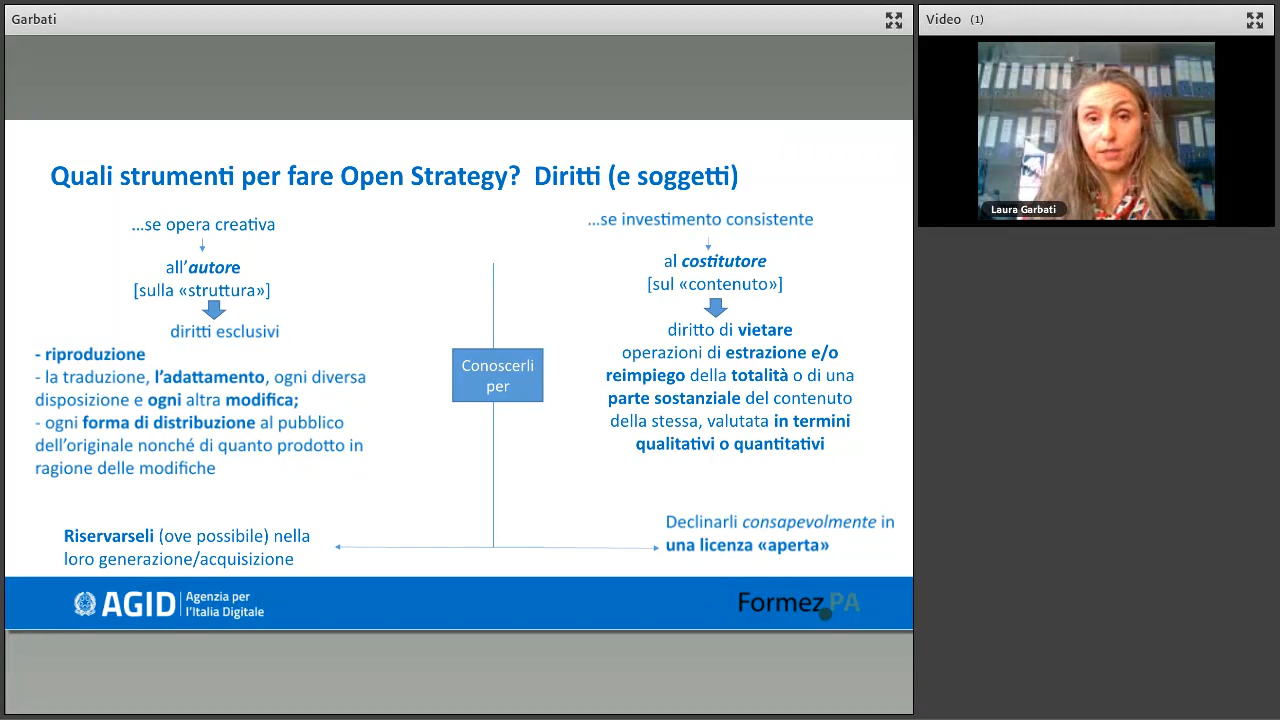 Garbati
Video (1)
Laura Garbati
Quali strumenti per fare Open Strategy? Diritti (e soggetti)
...se opera creativa
all'autore
[sulla «struttura»]
diritti esclusivi
- riproduzione
- la traduzione, l'adattamento, ogni diversa
disposizione e ogni altra modifica;
- ogni forma di distribuzione al pubblico
dell'originale nonché di quanto prodotto in
ragione delle modifiche
...se investimento consistente
al costitutore
[sul «contenuto»]
diritto di vietare
operazioni di estrazione e/o
reimpiego della totalità o di una
parte sostanziale del contenuto
della stessa, valutata in termini
qualitativi o quantitativi
Conoscerli
per
Riservarseli (ove possibile) nella
loro generazione/acquisizione
Declinarli consapevolmente in
una licenza «aperta»
AGID
Agenzia per
l'Italia Digitale
Formez PA